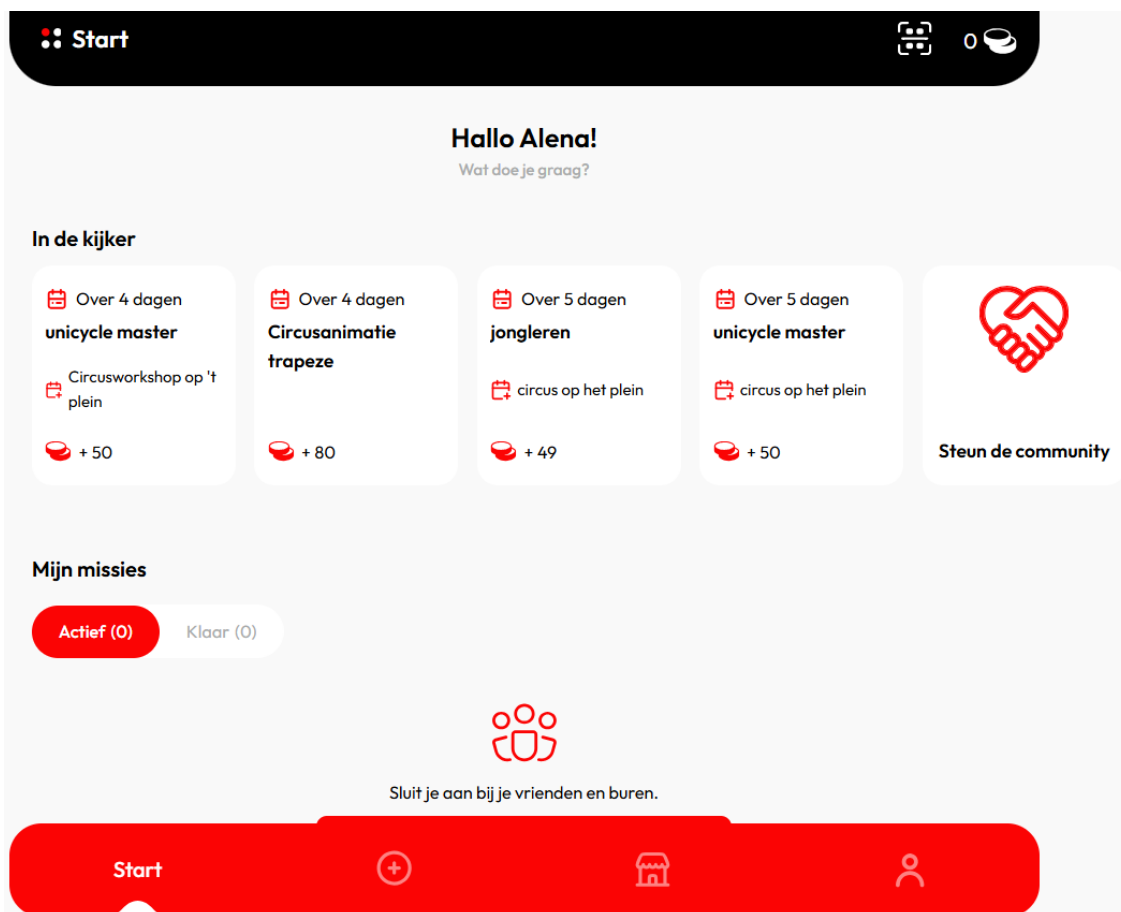 Start
0
Hallo Alena!
Wat doe je graag?
In de kijker
Over 4 dagen
unicycle master
Circusworkshop op 't
plein
+ 50
Over 4 dagen
Circusanimatie
trapeze
+ 80
Over 5 dagen
jongleren
circus op het plein
+ 49
Over 5 dagen
unicycle master
circus op het plein
+ 50
Steun de community
Mijn missies
Actief (0)
Klaar (0)
Sluit je aan bij je vrienden en buren.
Start